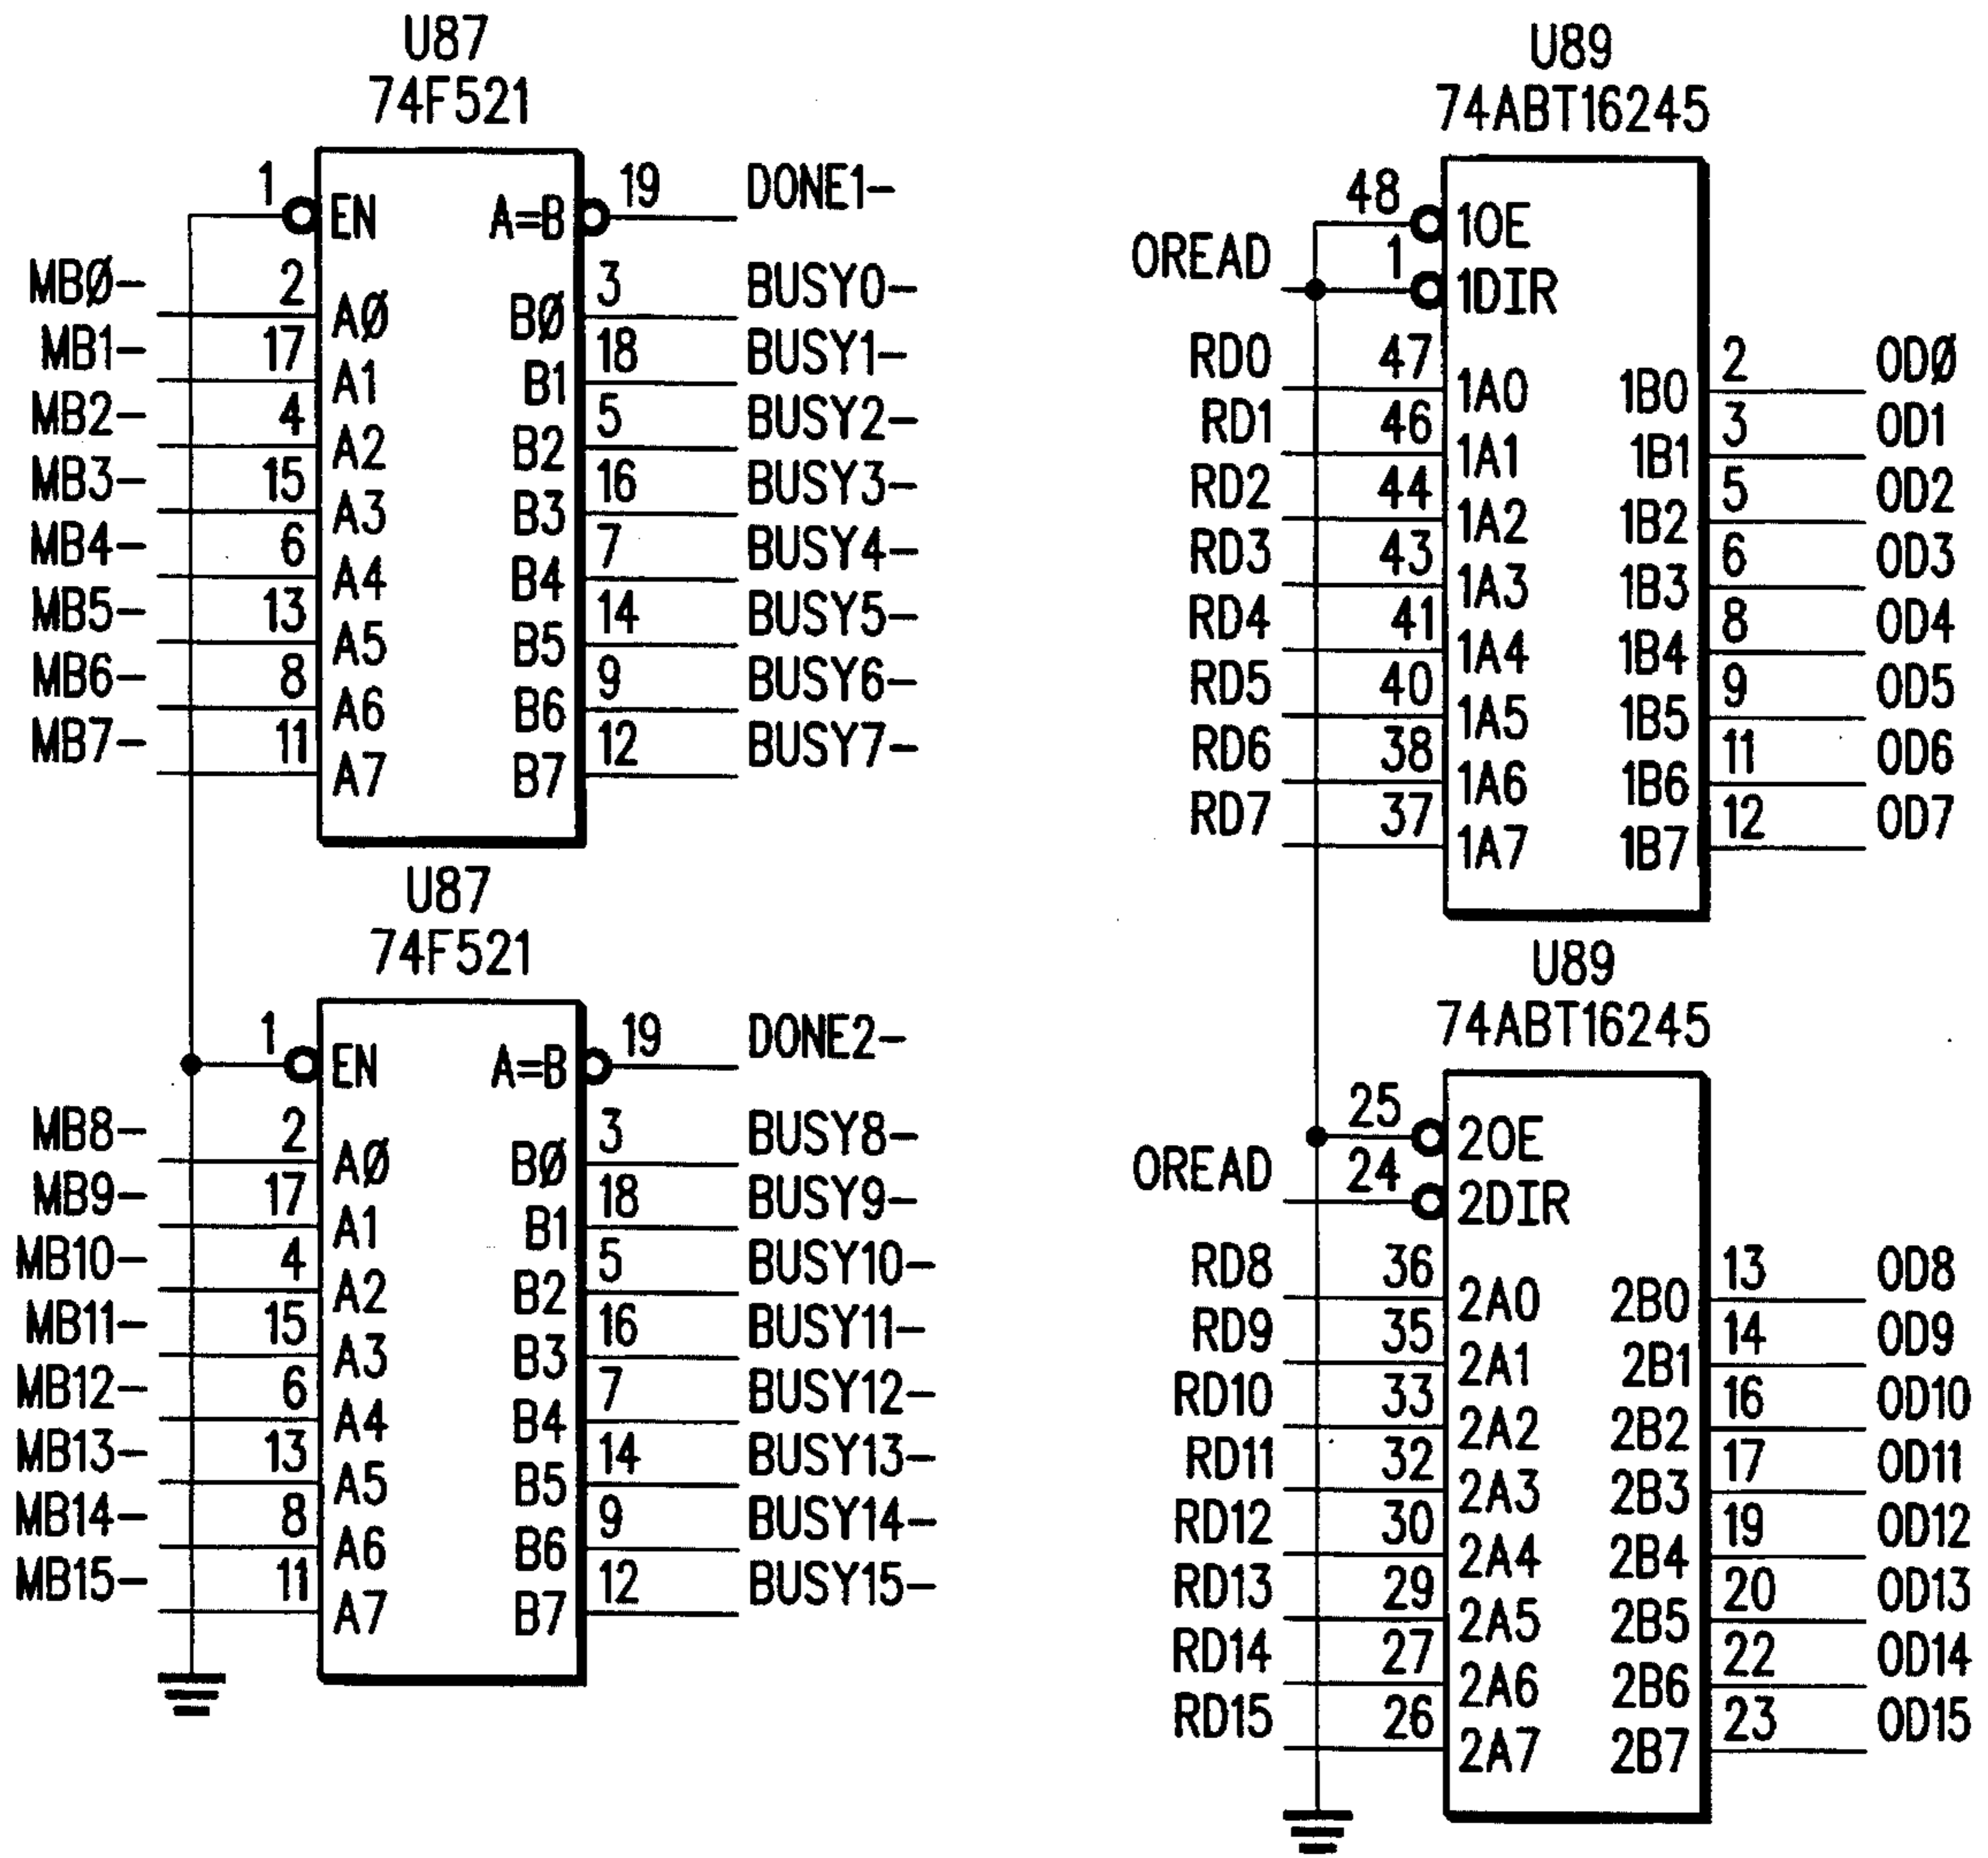 U87
74F521
1 EN A=B 19 DONE1-
MBØ- 2 AØ BØ 3 BUSY0-
MB1- 17 A1 B1 18 BUSY1-
MB2- 4 A2 B2 5 BUSY2-
MB3- 15 A3 B3 16 BUSY3-
MB4- 6 A4 B4 7 BUSY4-
MB5- 13 A5 B5 14 BUSY5-
MB6- 8 A6 B6 9 BUSY6-
MB7- 11 A7 B7 12 BUSY7-
U87
74F521
1 EN A=B 19 DONE2-
MB8- 2 AØ BØ 3 BUSY8-
MB9- 17 A1 B1 18 BUSY9-
MB10- 4 A2 B2 5 BUSY10-
MB11- 15 A3 B3 16 BUSY11-
MB12- 6 A4 B4 7 BUSY12-
MB13- 13 A5 B5 14 BUSY13-
MB14- 8 A6 B6 9 BUSY14-
MB15- 11 A7 B7 12 BUSY15-
U89
74ABT16245
48 1OE
OREAD 1 1DIR
RD0 47 1A0 1B0 2 ODØ
RD1 46 1A1 1B1 3 OD1
RD2 44 1A2 1B2 5 OD2
RD3 43 1A3 1B3 6 OD3
RD4 41 1A4 1B4 8 OD4
RD5 40 1A5 1B5 9 OD5
RD6 38 1A6 1B6 11 OD6
RD7 37 1A7 1B7 12 OD7
U89
74ABT16245
25 2OE
OREAD 24 2DIR
RD8 36 2A0 2B0 13 OD8
RD9 35 2A1 2B1 14 OD9
RD10 33 2A2 2B2 16 OD10
RD11 32 2A3 2B3 17 OD11
RD12 30 2A4 2B4 19 OD12
RD13 29 2A5 2B5 20 OD13
RD14 27 2A6 2B6 22 OD14
RD15 26 2A7 2B7 23 OD15